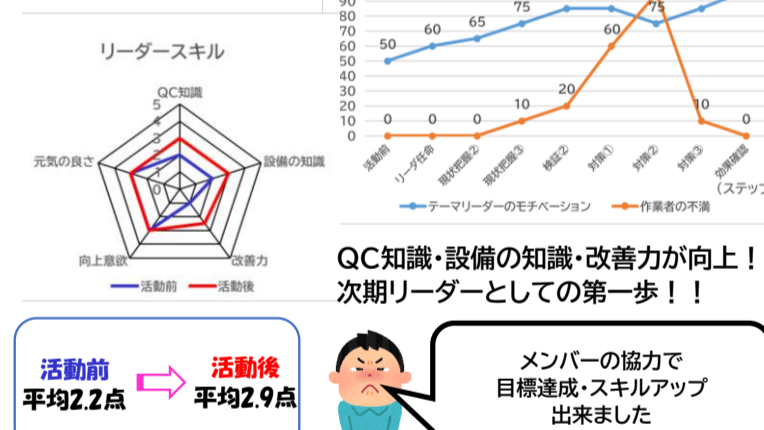 リーダースキル
QC知識
5
4
3
2
1
0
元気の良さ
設備の知識
向上意欲
改善力
活動前
活動後
90
80
70
60
50
40
30
20
10
0
50
60
65
75
75
60
20
10
10
0
0
0
0
活動前
リーダ任命
現状把握②
現状把握③
検証②
対策①
対策②
対策③
効果確認
(ステップ
テーマリーダーのモチベーション
作業者の不満
QC知識・設備の知識・改善力が向上！
次期リーダーとしての第一歩！！
活動前
平均2.2点
活動後
平均2.9点
メンバーの協力で
目標達成・スキルアップ
出来ました